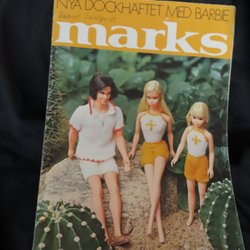 NYA DOCKHÄFTET MED BARBIE
marks